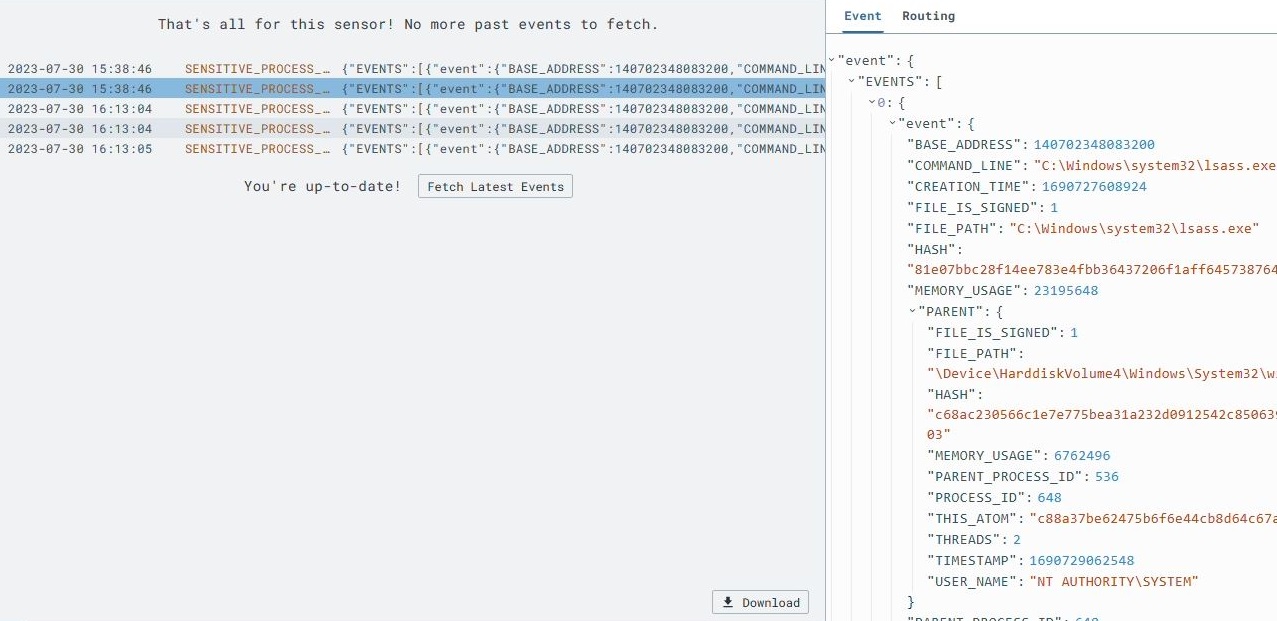 That's all for this sensor! No more past events to fetch.
2023-07-30 15:38:46 SENSITIVE_PROCESS_… {"EVENTS":[{"event":{"BASE_ADDRESS":140702348083200,"COMMAND_LIN
2023-07-30 15:38:46 SENSITIVE_PROCESS_… {"EVENTS":[{"event":{"BASE_ADDRESS":140702348083200,"COMMAND_LIN
2023-07-30 16:13:04 SENSITIVE_PROCESS_… {"EVENTS":[{"event":{"BASE_ADDRESS":140702348083200,"COMMAND_LIN
2023-07-30 16:13:04 SENSITIVE_PROCESS_… {"EVENTS":[{"event":{"BASE_ADDRESS":140702348083200,"COMMAND_LIN
2023-07-30 16:13:05 SENSITIVE_PROCESS_… {"EVENTS":[{"event":{"BASE_ADDRESS":140702348083200,"COMMAND_LIN
You're up-to-date! Fetch Latest Events
Download
Event Routing
"event": {
"EVENTS": [
0: {
"event": {
"BASE_ADDRESS": 140702348083200
"COMMAND_LINE": "C:\Windows\system32\lsass.exe
"CREATION_TIME": 1690727608924
"FILE_IS_SIGNED": 1
"FILE_PATH": "C:\Windows\system32\lsass.exe"
"HASH":
"81e07bbc28f14ee783e4fbb36437206f1aff645738764
"MEMORY_USAGE": 23195648
"PARENT": {
"FILE_IS_SIGNED": 1
"FILE_PATH":
"\Device\HarddiskVolume4\Windows\System32\w
"HASH":
"c68ac230566c1e7e775bea31a232d0912542c850639
03"
"MEMORY_USAGE": 6762496
"PARENT_PROCESS_ID": 536
"PROCESS_ID": 648
"THIS_ATOM": "c88a37be62475b6f6e44cb8d64c67a
"THREADS": 2
"TIMESTAMP": 1690729062548
"USER_NAME": "NT AUTHORITY\SYSTEM"
}
"PARENT_PROCESS_ID": 648